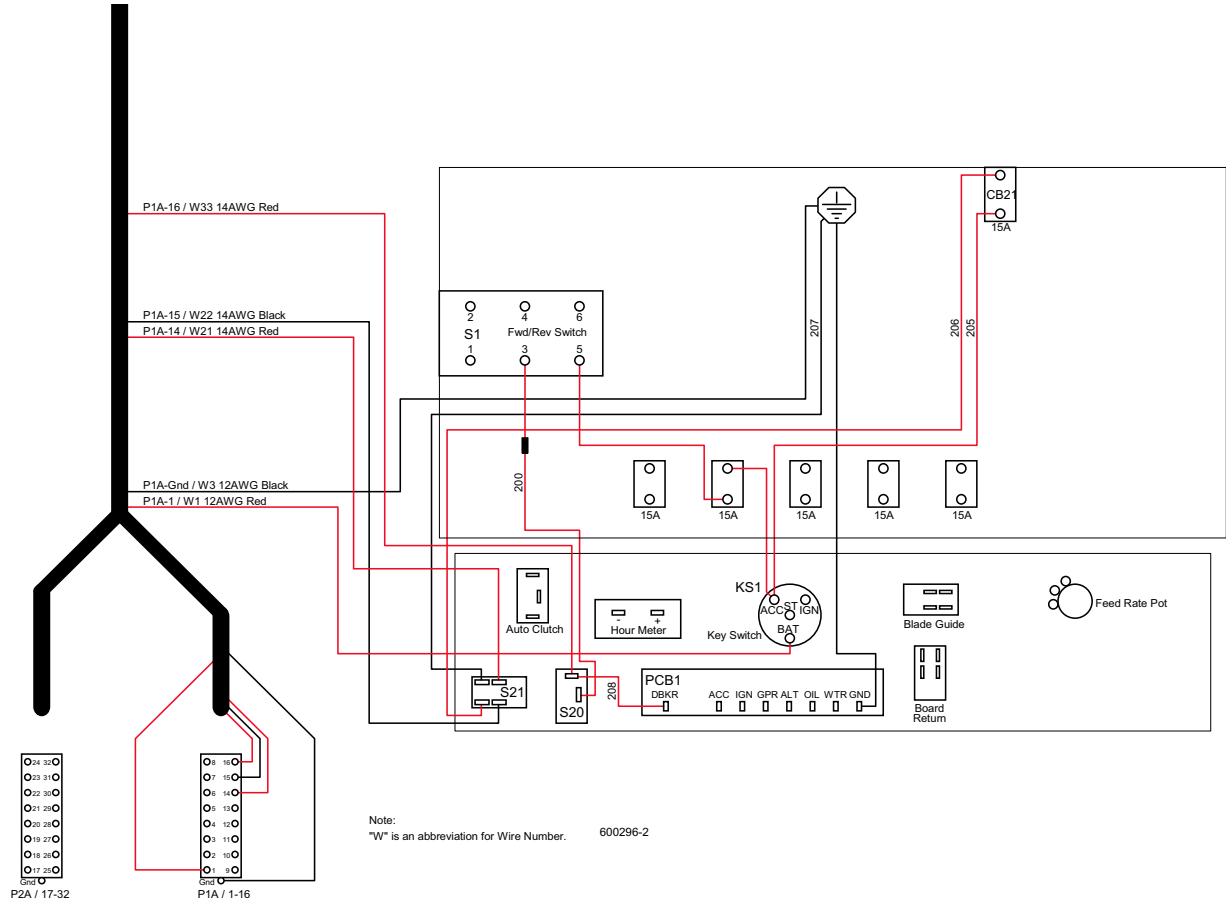 P1A-16 / W33 14AWG Red
P1A-15 / W22 14AWG Black
P1A-14 / W21 14AWG Red
P1A-Gnd / W3 12AWG Black
P1A-1 / W1 12AWG Red
CB21
15A
2 4 6
S1 Fwd/Rev Switch
1 3 5
207
206
205
200
15A 15A 15A 15A 15A
Auto Clutch
- +
Hour Meter
KS1
ACC ST IGN
BAT
Key Switch
Blade Guide
Feed Rate Pot
S21
S20
208
PCB1
DBKR ACC IGN GPR ALT OIL WTR GND
Board
Return
24 32
23 31
22 30
21 29
20 28
19 27
18 26
17 25
Gnd
P2A / 17-32
8 16
7 15
6 14
5 13
4 12
3 11
2 10
1 9
Gnd
P1A / 1-16
Note:
"W" is an abbreviation for Wire Number.
600296-2